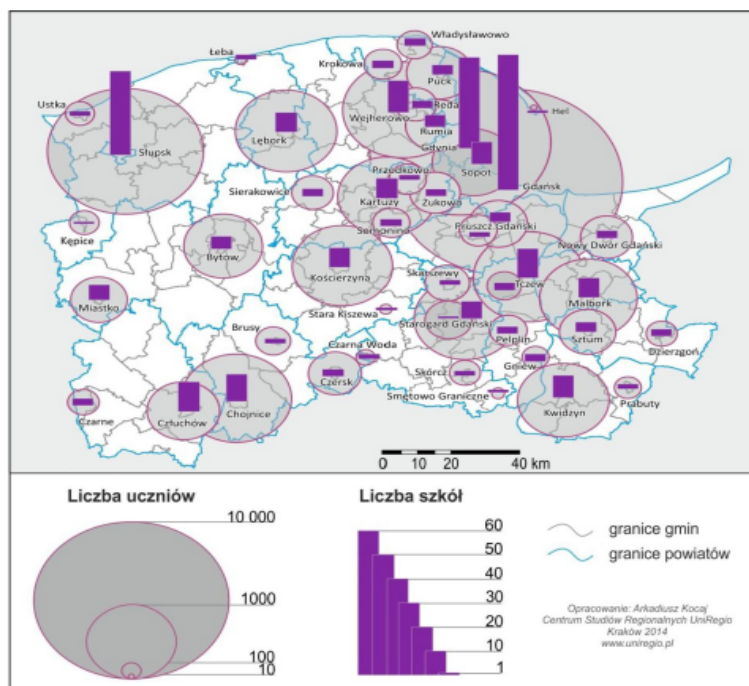 Władysławowo
Łeba
Krokowa
Puck
Ustka
Reda
Hel
Wejherowo
Rumia
Lębork
Gdynia
Słupsk
Sopot
Przodkowo
Gdańsk
Sierakowice
Kartuzy
Żukowo
Kępice
Somonino
Pruszcz Gdański
Bytów
Nowy Dwór Gdański
Kościerzyna
Skarszewy
Tczew
Miastko
Malbork
Stara Kiszewa
Starogard Gdański
Brusy
Pelplin
Sztum
Dzierzgoń
Czarna Woda
Gniew
Czersk
Skórcz
Smętowo Graniczne
Prabuty
Czarne
Człuchów
Chojnice
Kwidzyn
0 10 20 40 km
Liczba uczniów
10 000
1000
100
10
Liczba szkół
60
50
40
30
20
10
1
granice gmin
granice powiatów
Opracowanie: Arkadiusz Kocaj
Centrum Studiów Regionalnych UniRegio
Kraków 2014
www.uniregio.pl